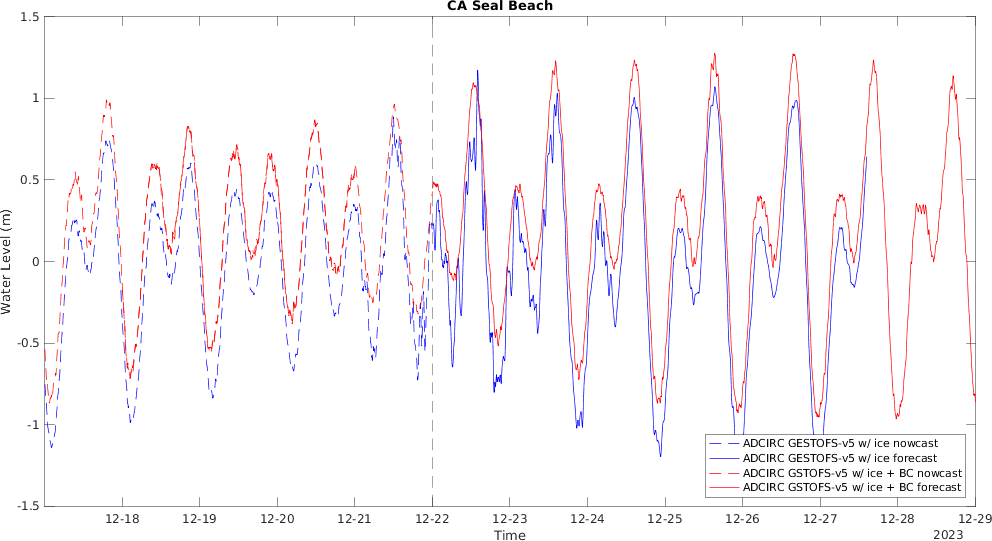 CA Seal Beach
1.5
1
0.5
0
-0.5
-1
-1.5
Water Level (m)
12-18 12-19 12-20 12-21 12-22 12-23 12-24 12-25 12-26 12-27 12-28 12-29
Time
2023
ADCIRC GESTOFS-v5 w/ ice nowcast
ADCIRC GESTOFS-v5 w/ ice forecast
ADCIRC GSTOFS-v5 w/ ice + BC nowcast
ADCIRC GSTOFS-v5 w/ ice + BC forecast